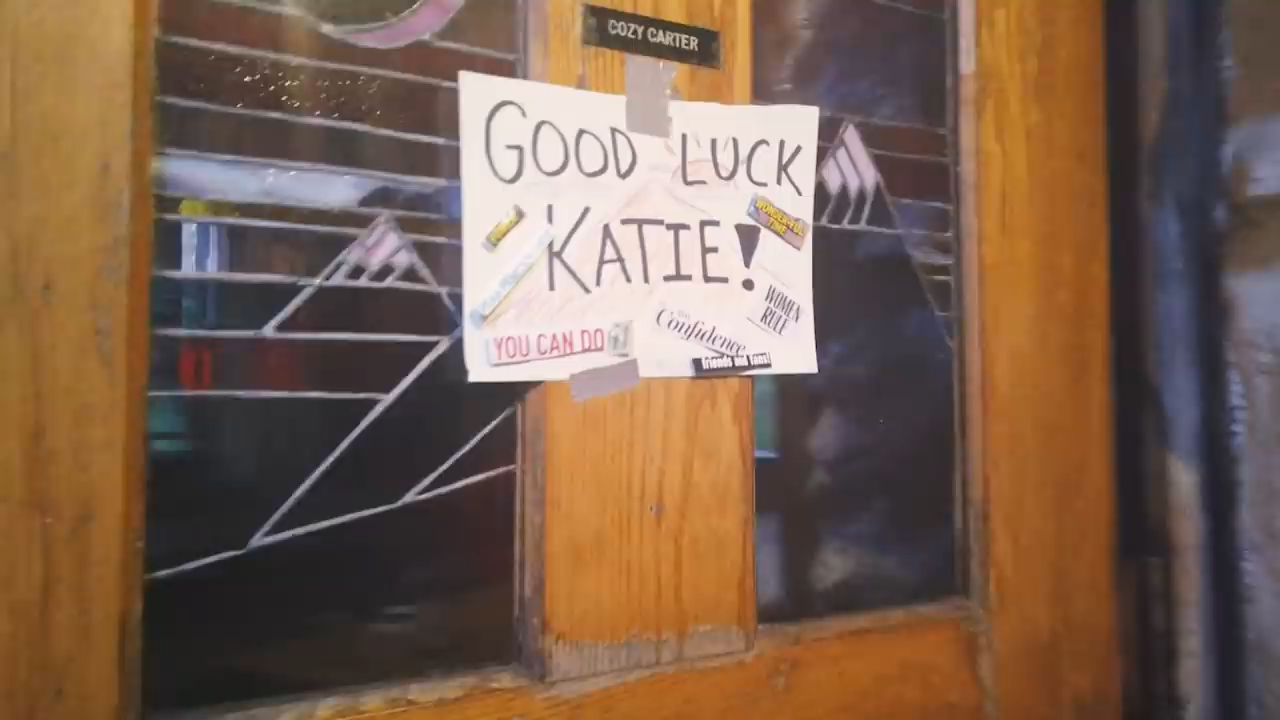 COZY CARTER
GOOD LUCK
KATIE!
WONDERFUL
TIME
WOMEN
RULE
Confidence
YOU CAN DO
friends and fans!